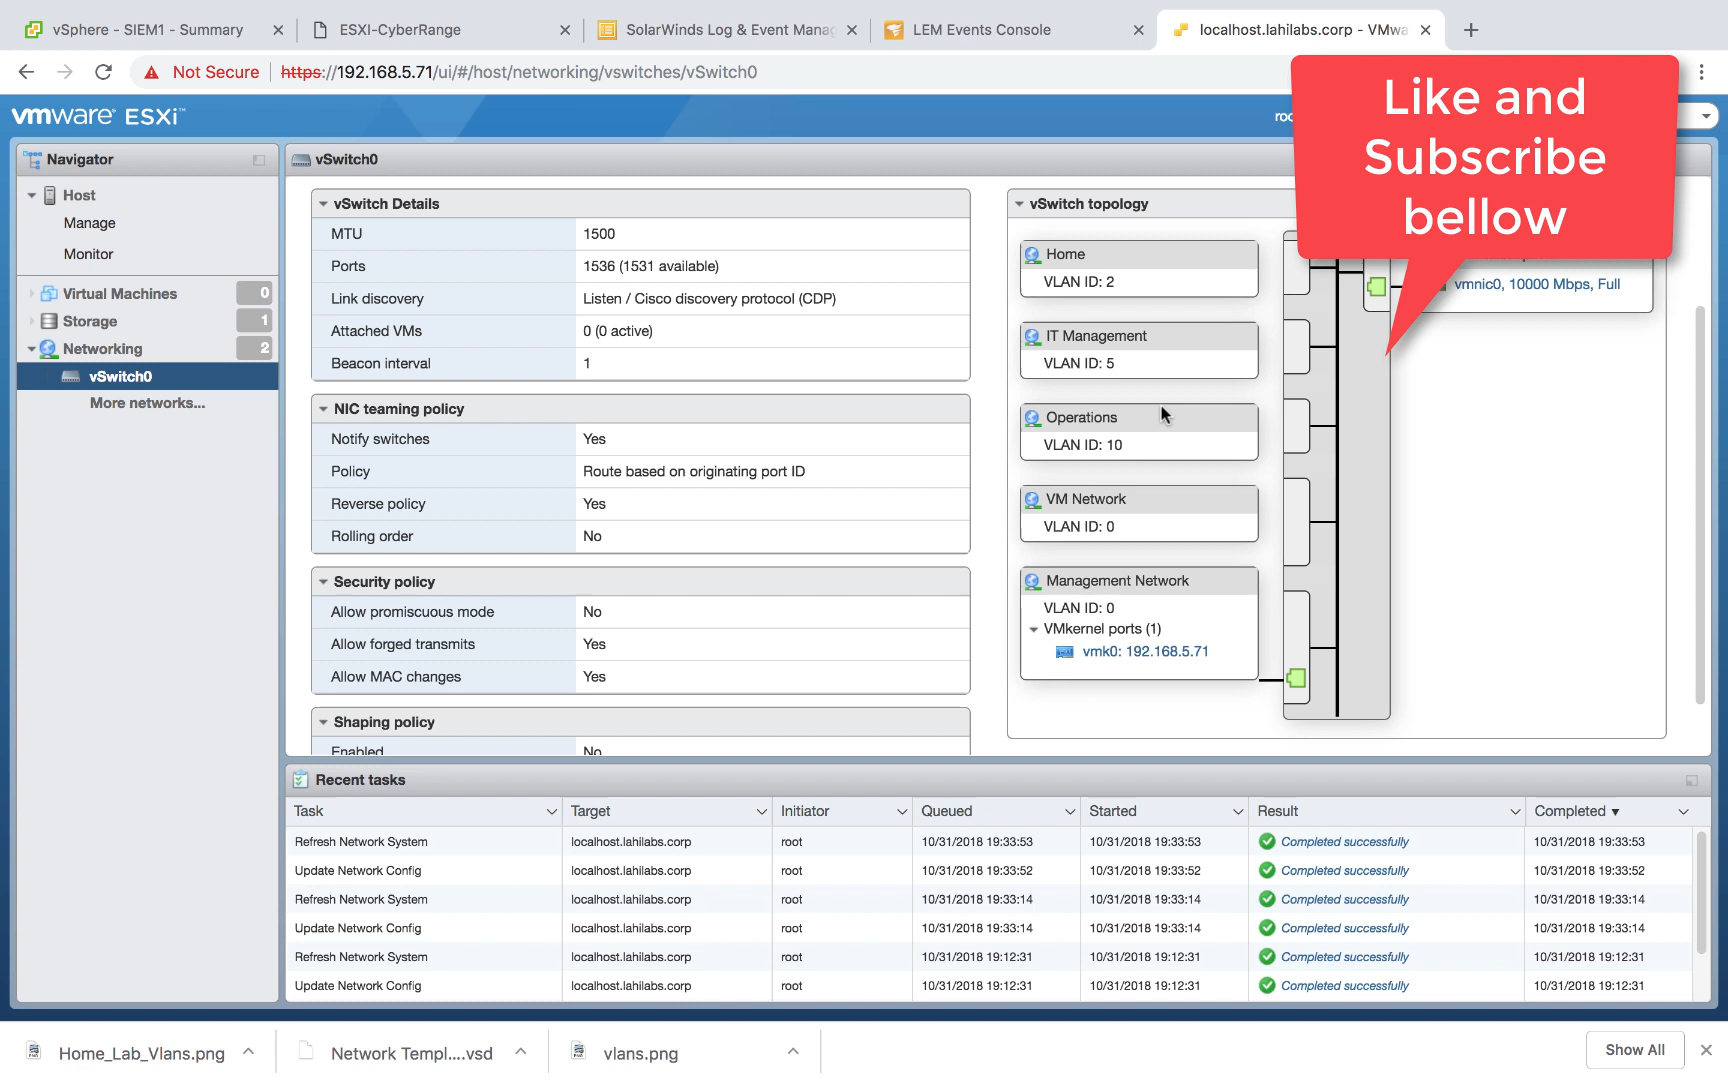 vSphere - SIEM1 - Summary
ESXI-CyberRange
SolarWinds Log & Event Manag
LEM Events Console
localhost.lahilabs.corp - VMwa
Not Secure
https://192.168.5.71/ui/#/host/networking/vswitches/vSwitch0
Like and
Subscribe
bellow
vmware ESXi™
Navigator
Host
Manage
Monitor
Virtual Machines 0
Storage 1
Networking 2
vSwitch0
More networks...
vSwitch0
vSwitch Details
MTU 1500
Ports 1536 (1531 available)
Link discovery Listen / Cisco discovery protocol (CDP)
Attached VMs 0 (0 active)
Beacon interval 1
NIC teaming policy
Notify switches Yes
Policy Route based on originating port ID
Reverse policy Yes
Rolling order No
Security policy
Allow promiscuous mode No
Allow forged transmits Yes
Allow MAC changes Yes
Shaping policy
Enabled No
vSwitch topology
Home
VLAN ID: 2
IT Management
VLAN ID: 5
Operations
VLAN ID: 10
VM Network
VLAN ID: 0
Management Network
VLAN ID: 0
VMkernel ports (1)
vmk0: 192.168.5.71
vmnic0, 10000 Mbps, Full
Recent tasks
Task Target Initiator Queued Started Result Completed
Refresh Network System localhost.lahilabs.corp root 10/31/2018 19:33:53 10/31/2018 19:33:53 Completed successfully 10/31/2018 19:33:53
Update Network Config localhost.lahilabs.corp root 10/31/2018 19:33:52 10/31/2018 19:33:52 Completed successfully 10/31/2018 19:33:52
Refresh Network System localhost.lahilabs.corp root 10/31/2018 19:33:14 10/31/2018 19:33:14 Completed successfully 10/31/2018 19:33:14
Update Network Config localhost.lahilabs.corp root 10/31/2018 19:33:14 10/31/2018 19:33:14 Completed successfully 10/31/2018 19:33:14
Refresh Network System localhost.lahilabs.corp root 10/31/2018 19:12:31 10/31/2018 19:12:31 Completed successfully 10/31/2018 19:12:31
Update Network Config localhost.lahilabs.corp root 10/31/2018 19:12:31 10/31/2018 19:12:31 Completed successfully 10/31/2018 19:12:31
Home_Lab_Vlans.png
Network Templ....vsd
vlans.png
Show All